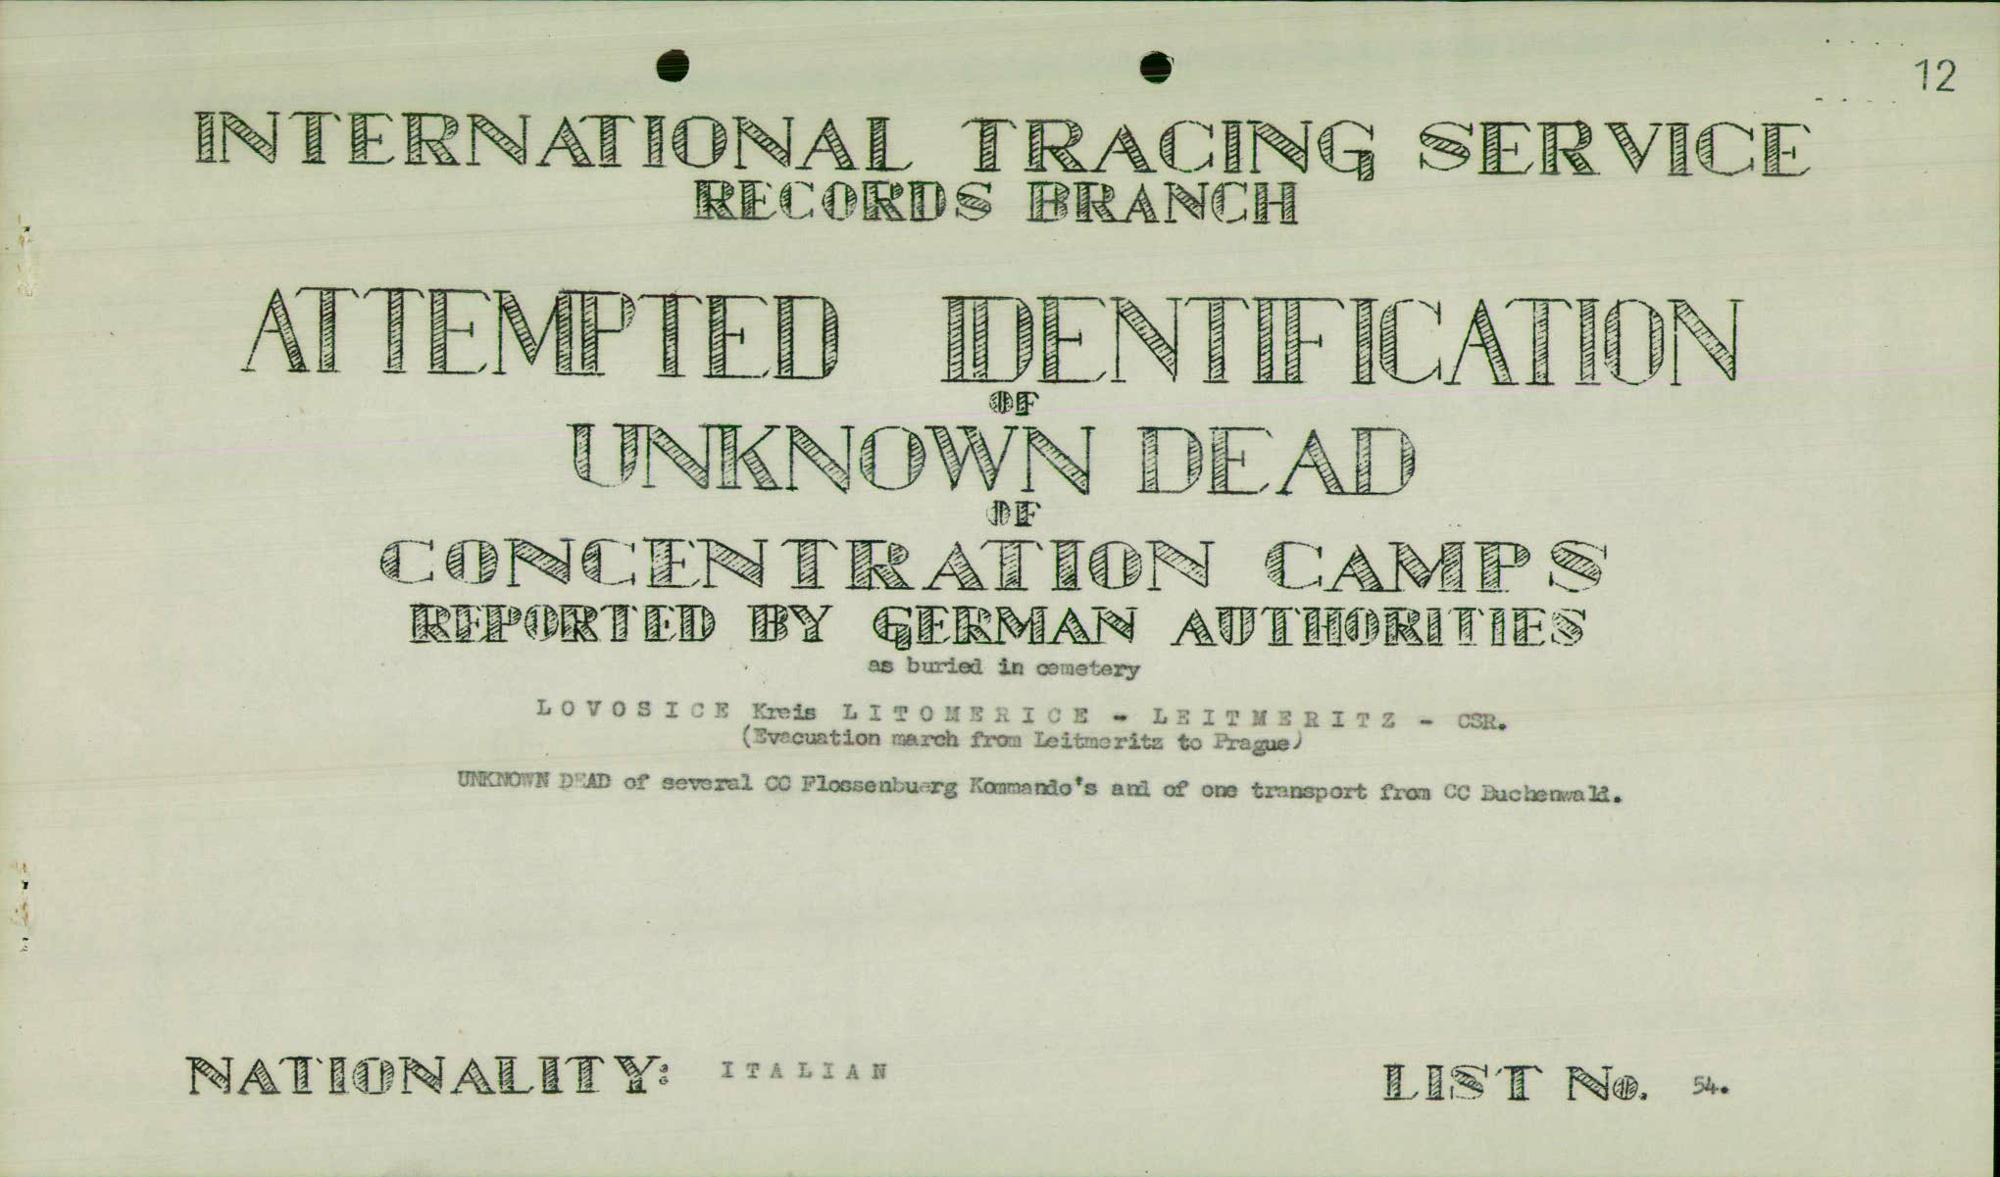 12
INTERNATIONAL TRACING SERVICE
RECORDS BRANCH
ATTEMPTED IDENTIFICATION
OF
UNKNOWN DEAD
OF
CONCENTRATION CAMPS
REPORTED BY GERMAN AUTHORITIES
as buried in cemetery
LOVOSICE Kreis LITOMERICE - LEITMERITZ - CSR.
(Evacuation march from Leitmeritz to Prague)
UNKNOWN DEAD of several CC Flossenbuerg Kommando's and of one transport from CC Buchenwald.
NATIONALITY: ITALIAN
LIST No. 54.